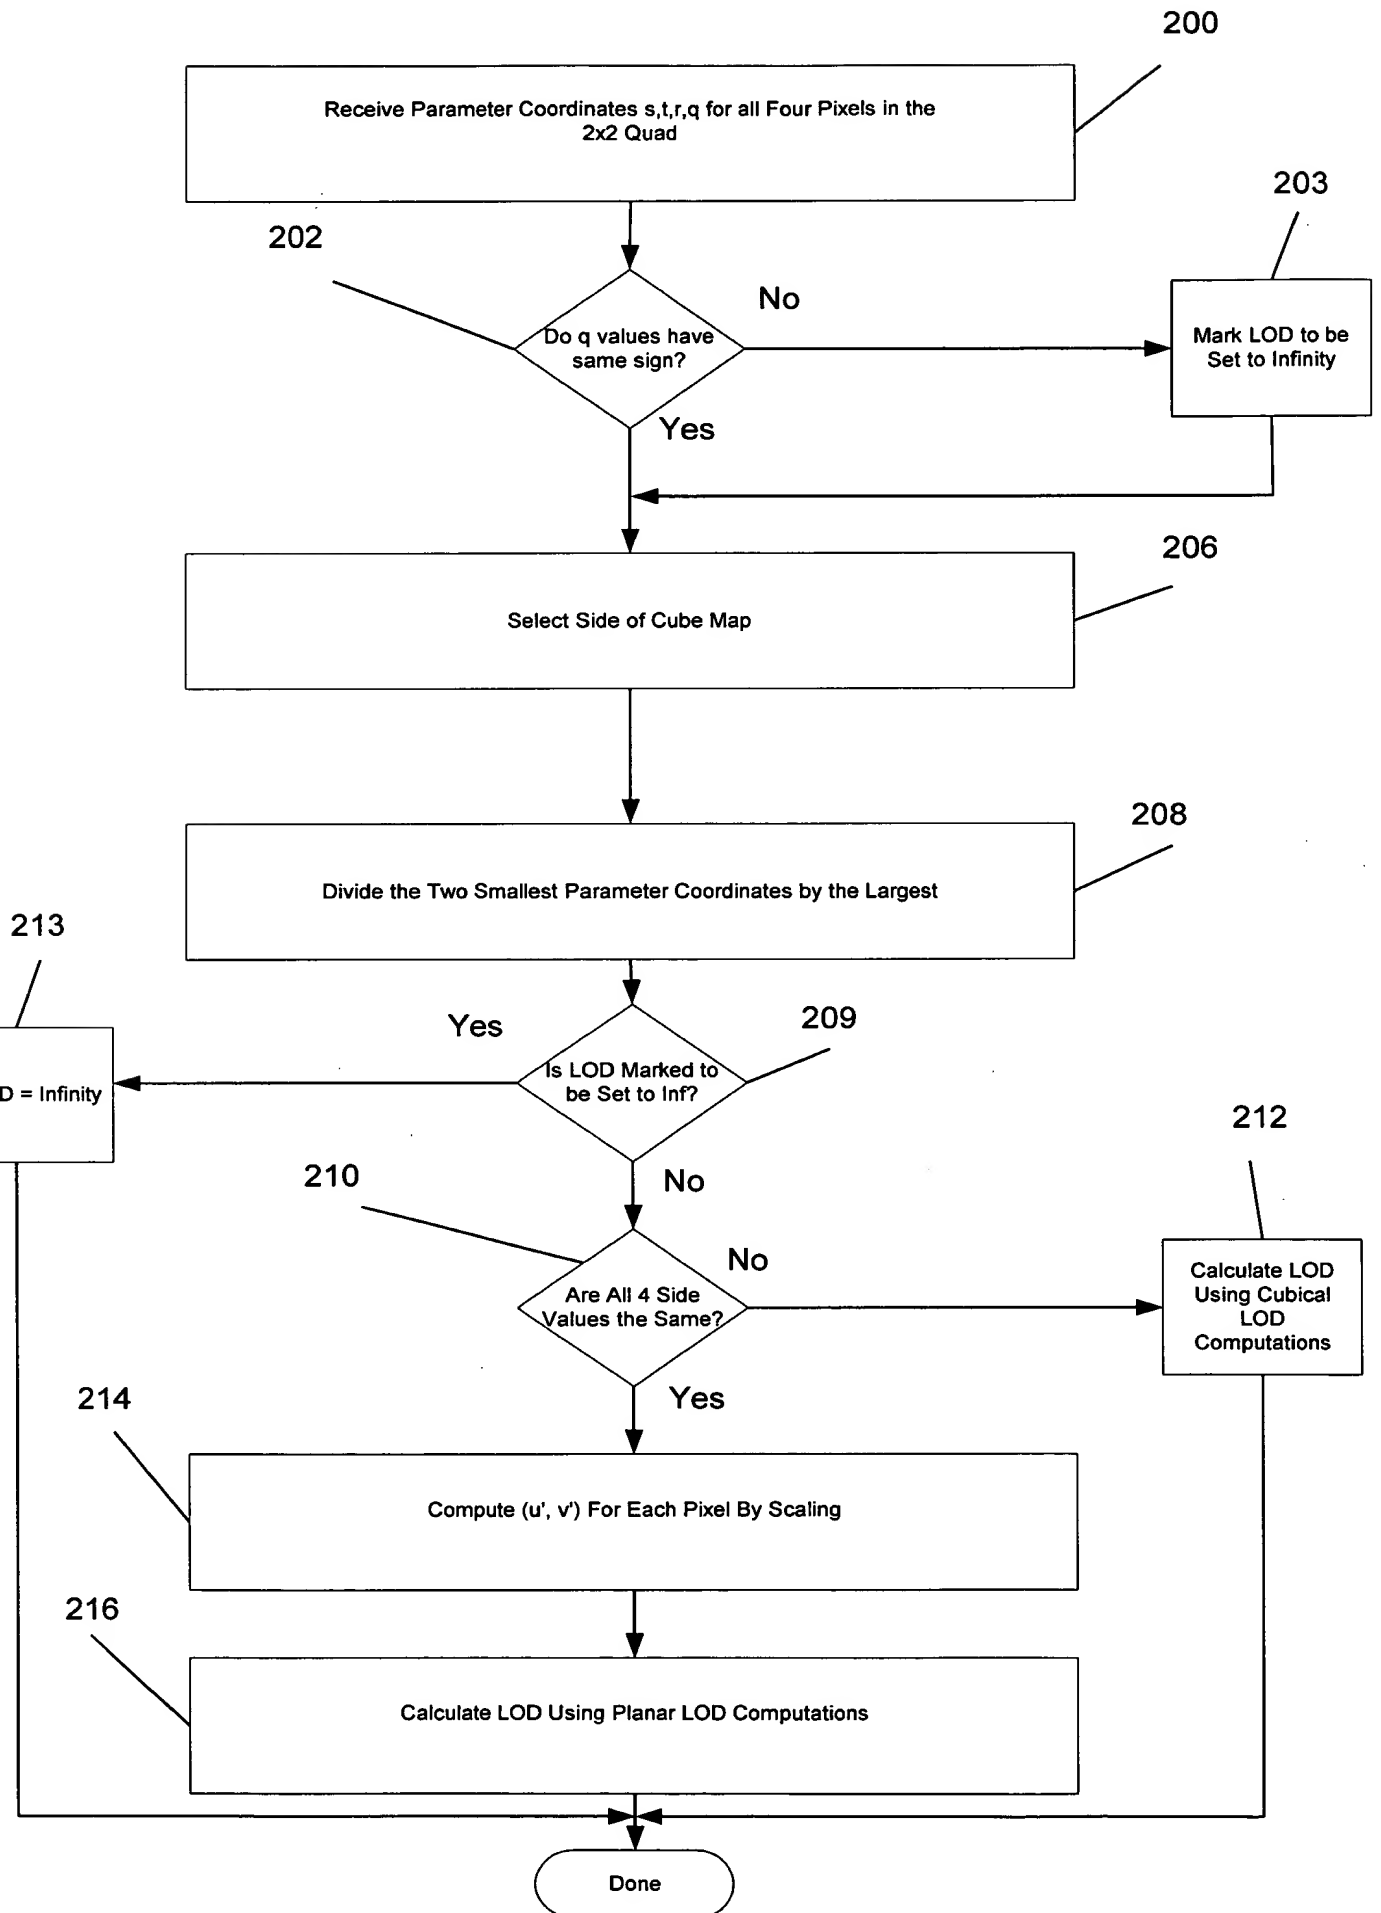 200
Receive Parameter Coordinates s,t,r,q for all Four Pixels in the
2x2 Quad
203
202
No
Do q values have
same sign?
Mark LOD to be
Set to Infinity
Yes
206
Select Side of Cube Map
208
Divide the Two Smallest Parameter Coordinates by the Largest
213
Yes
209
Is LOD Marked to
be Set to Inf?
D = Infinity
212
210
No
No
Are All 4 Side
Values the Same?
Calculate LOD
Using Cubical
LOD
Computations
Yes
214
Compute (u', v') For Each Pixel By Scaling
216
Calculate LOD Using Planar LOD Computations
Done